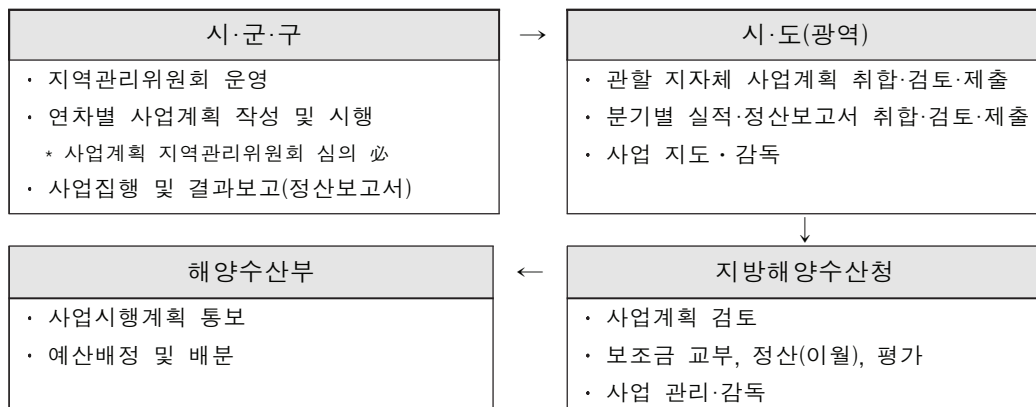 시·군·구
· 지역관리위원회 운영
· 연차별 사업계획 작성 및 시행
* 사업계획 지역관리위원회 심의 必
· 사업집행 및 결과보고(정산보고서)
→
시·도(광역)
· 관할 지자체 사업계획 취합·검토·제출
· 분기별 실적·정산보고서 취합·검토·제출
· 사업 지도·감독
↓
지방해양수산청
· 사업계획 검토
· 보조금 교부, 정산(이월), 평가
· 사업 관리·감독
←
해양수산부
· 사업시행계획 통보
· 예산배정 및 배분